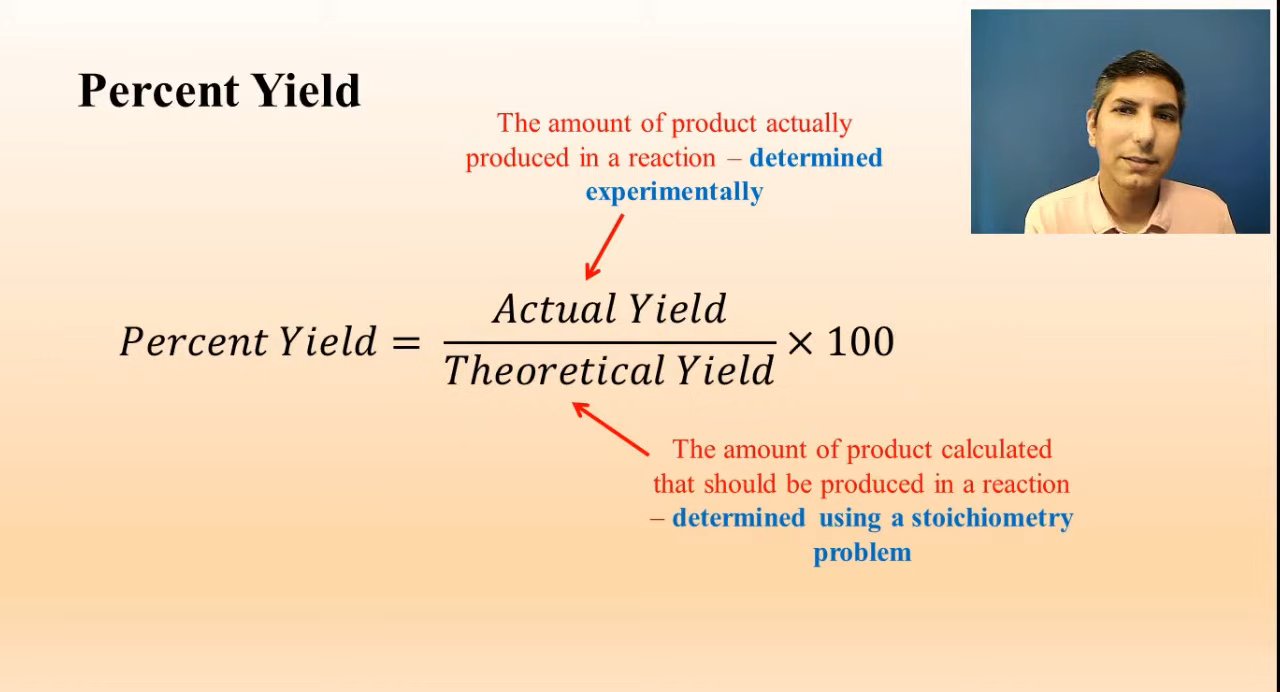 Percent Yield
The amount of product actually
produced in a reaction – determined
experimentally
Percent Yield = Actual Yield / Theoretical Yield × 100
The amount of product calculated
that should be produced in a reaction
– determined using a stoichiometry
problem